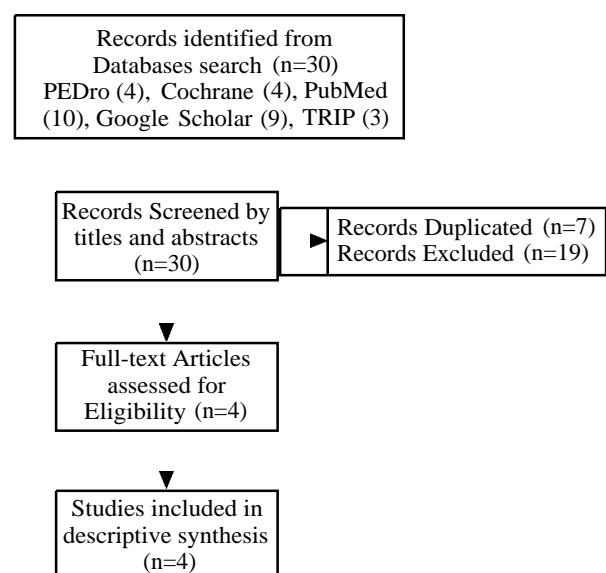 Records identified from
Databases search (n=30)
PEDro (4), Cochrane (4), PubMed
(10), Google Scholar (9), TRIP (3)
Records Screened by
titles and abstracts
(n=30)
Records Duplicated (n=7)
Records Excluded (n=19)
Full-text Articles
assessed for
Eligibility (n=4)
Studies included in
descriptive synthesis
(n=4)